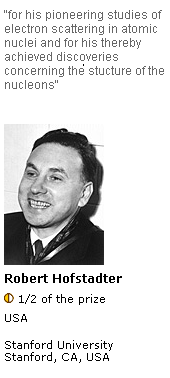 "for his pioneering studies of
electron scattering in atomic
nuclei and for his thereby
achieved discoveries
concerning the stucture of the
nucleons"
Robert Hofstadter
1/2 of the prize
USA
Stanford University
Stanford, CA, USA